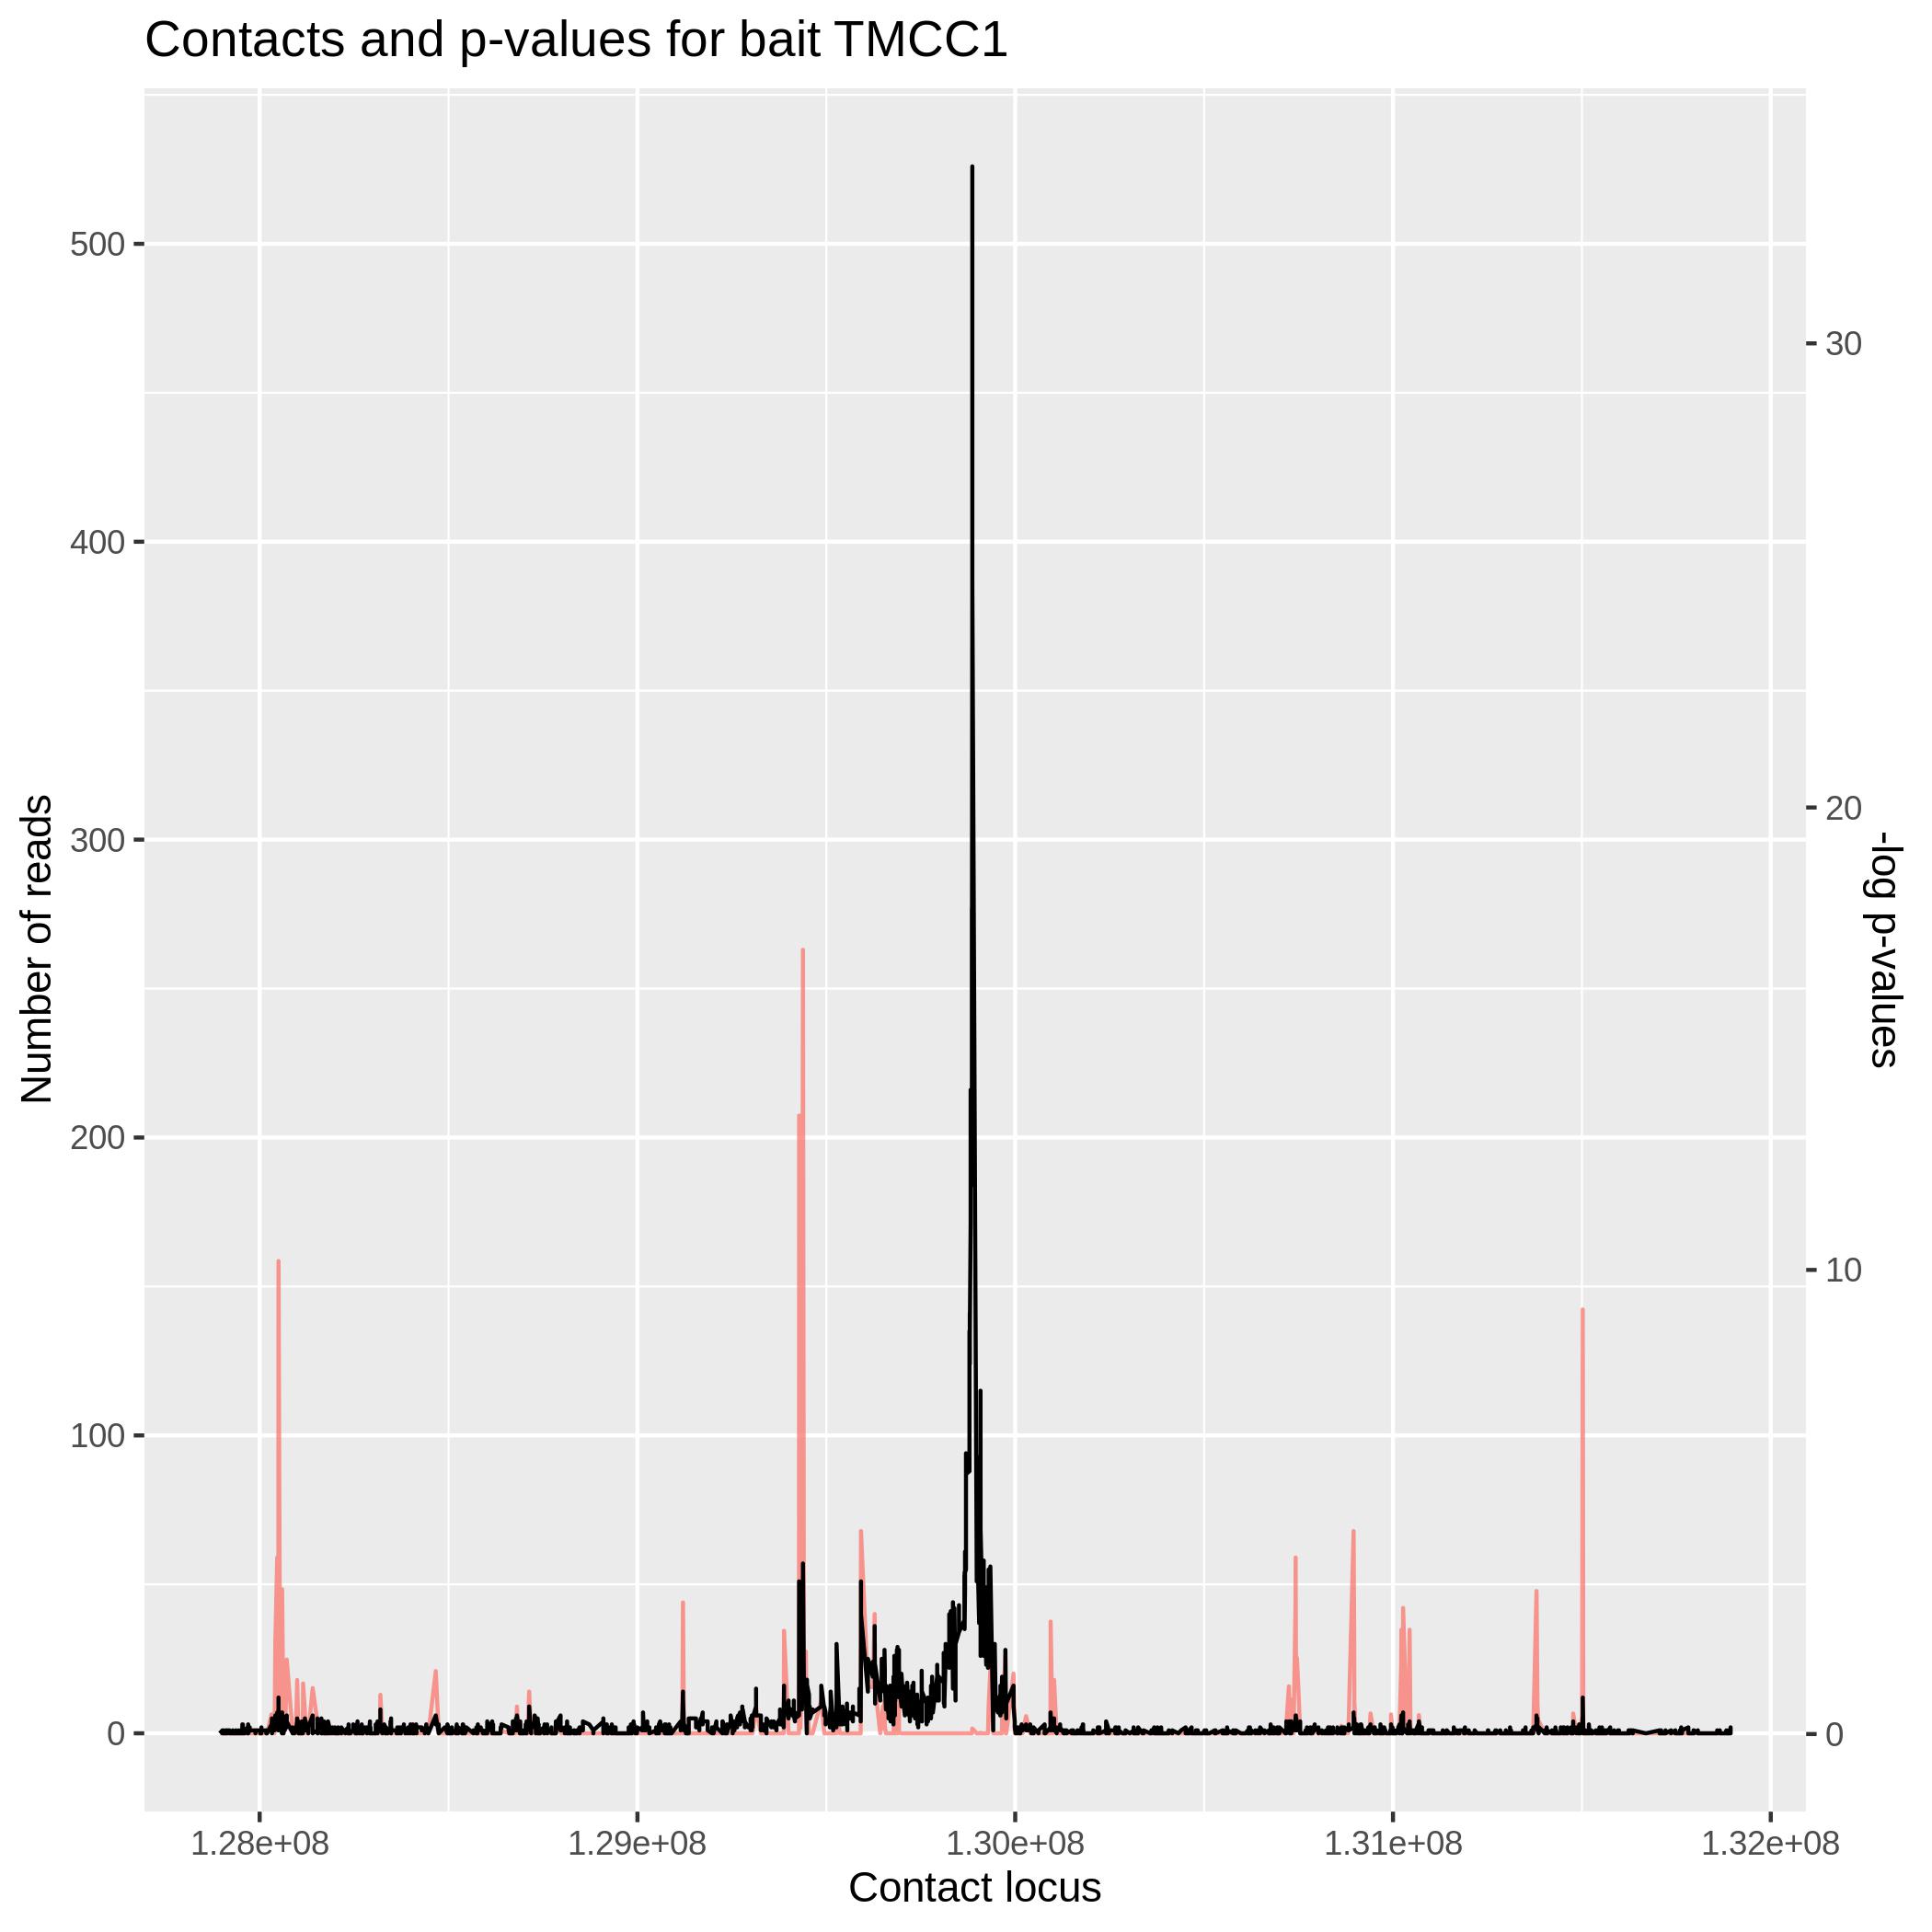 Contacts and p-values for bait TMCC1
500
400
300
200
100
0
Number of reads
30
20
10
0
-log p-values
1.28e+08
1.29e+08
1.30e+08
1.31e+08
1.32e+08
Contact locus